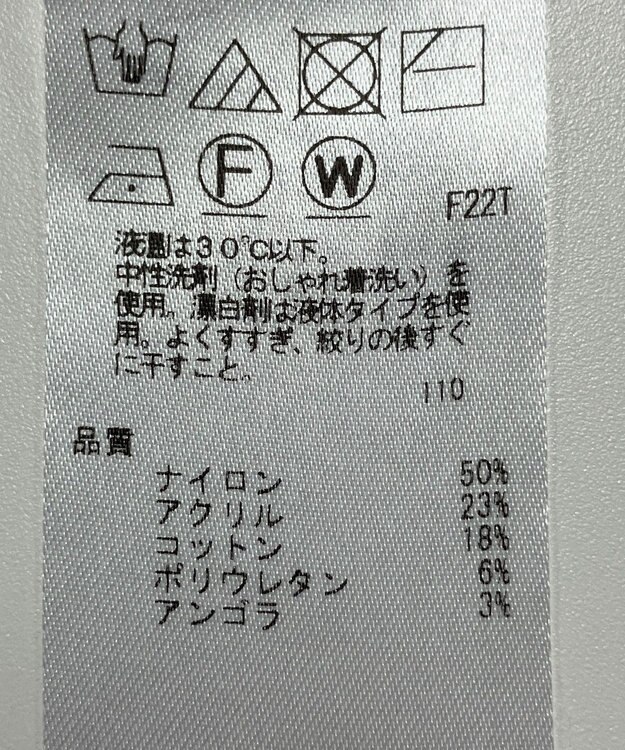 F W
F22T
液温は30℃以下。
中性洗剤（おしゃれ着洗い）を
使用。漂白剤は液体タイプを使
用。よくすすぎ、絞りの後すぐ
に干すこと。
110
品質
ナイロン 50%
アクリル 23%
コットン 18%
ポリウレタン 6%
アンゴラ 3%